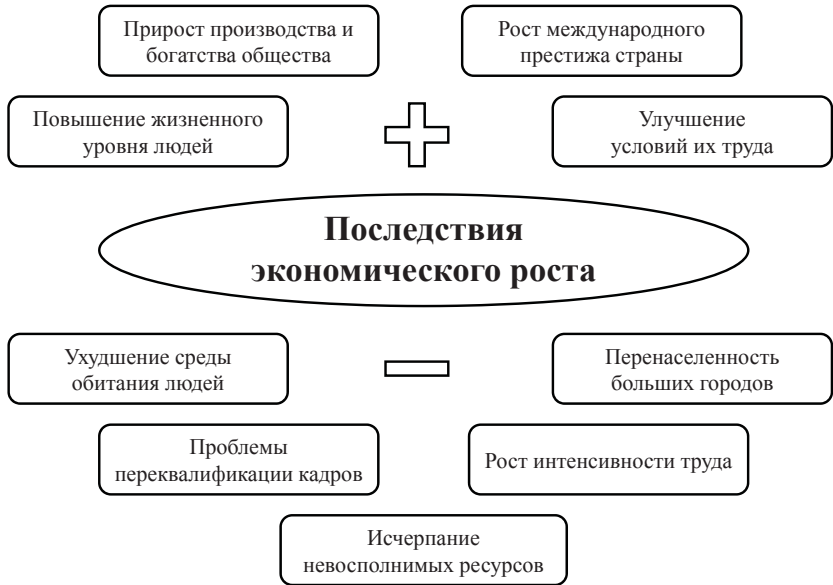 Прирост производства и
богатства общества
Рост международного
престижа страны
Повышение жизненного
уровня людей
Улучшение
условий их труда
Последствия
экономического роста
Ухудшение среды
обитания людей
Перенаселенность
больших городов
Проблемы
переквалификации кадров
Рост интенсивности труда
Исчерпание
невосполнимых ресурсов